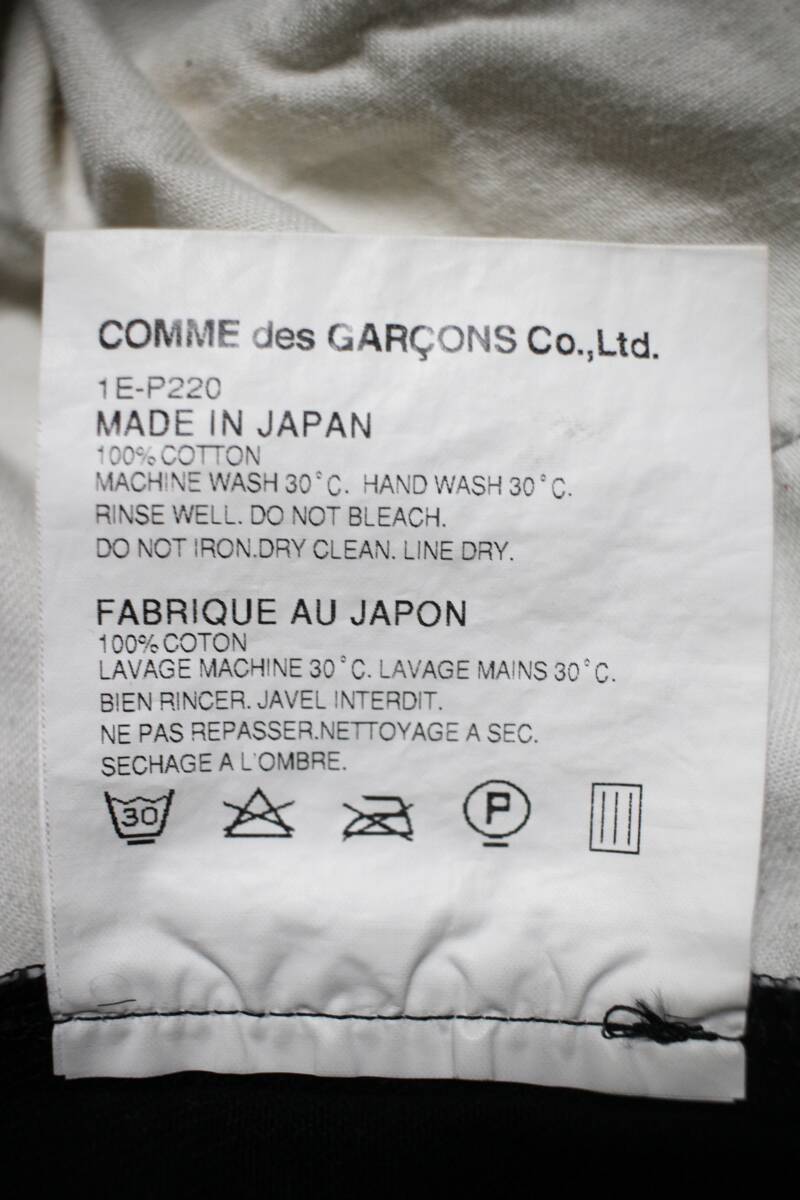 COMME des GARÇONS Co.,Ltd.
1E-P220
MADE IN JAPAN
100% COTTON
MACHINE WASH 30°C. HAND WASH 30°C.
RINSE WELL. DO NOT BLEACH.
DO NOT IRON.DRY CLEAN. LINE DRY.
FABRIQUE AU JAPON
100% COTON
LAVAGE MACHINE 30°C. LAVAGE MAINS 30°C.
BIEN RINCER. JAVEL INTERDIT.
NE PAS REPASSER.NETTOYAGE A SEC.
SECHAGE A L'OMBRE.
30 P